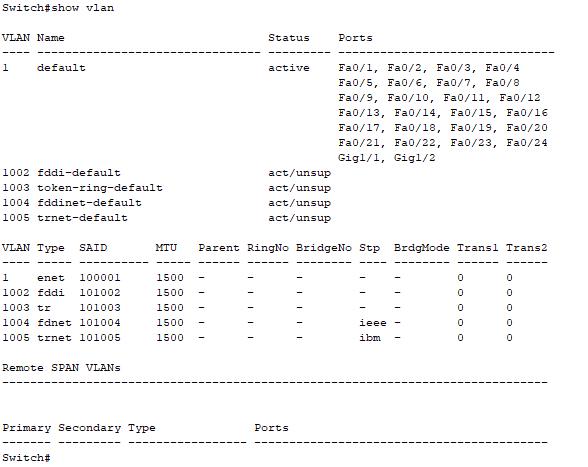 Switch#show vlan
VLAN Name                             Status    Ports
---- -------------------------------- --------- -------------------------------
1    default                          active    Fa0/1, Fa0/2, Fa0/3, Fa0/4
                                                Fa0/5, Fa0/6, Fa0/7, Fa0/8
                                                Fa0/9, Fa0/10, Fa0/11, Fa0/12
                                                Fa0/13, Fa0/14, Fa0/15, Fa0/16
                                                Fa0/17, Fa0/18, Fa0/19, Fa0/20
                                                Fa0/21, Fa0/22, Fa0/23, Fa0/24
                                                Gig1/1, Gig1/2
1002 fddi-default                     act/unsup
1003 token-ring-default               act/unsup
1004 fddinet-default                  act/unsup
1005 trnet-default                    act/unsup
VLAN Type  SAID       MTU   Parent RingNo BridgeNo Stp  BrdgMode Trans1 Trans2
---- ----- ---------- ----- ------ ------ -------- ---- -------- ------ ------
1    enet  100001     1500  -      -      -        -    -        0      0
1002 fddi  101002     1500  -      -      -        -    -        0      0
1003 tr    101003     1500  -      -      -        -    -        0      0
1004 fdnet 101004     1500  -      -      -        ieee -        0      0
1005 trnet 101005     1500  -      -      -        ibm  -        0      0
Remote SPAN VLANs
------------------------------------------------------------------------------
Primary Secondary Type              Ports
------- --------- ----------------- ------------------------------------------
Switch#